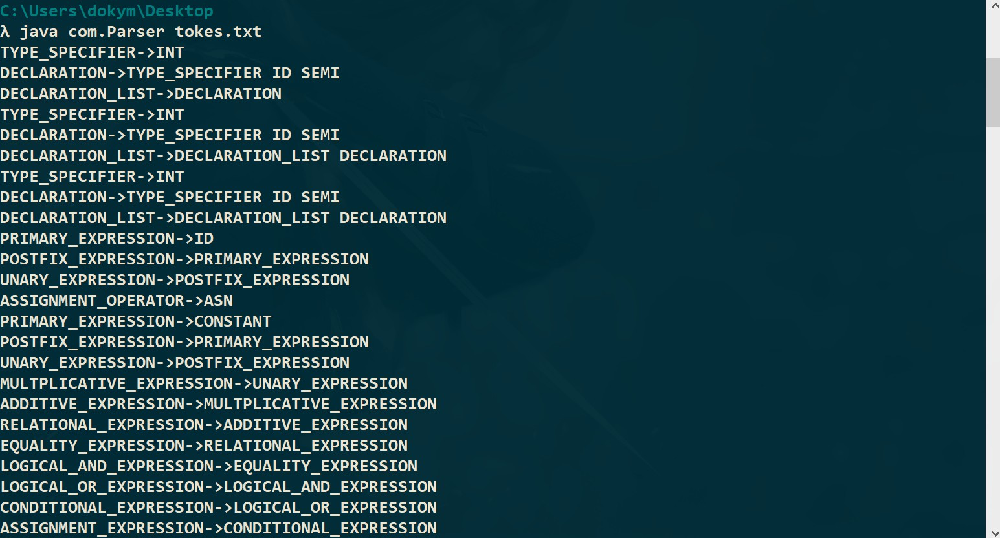 C:\Users\dokym\Desktop
λ java com.Parser tokes.txt
TYPE_SPECIFIER->INT
DECLARATION->TYPE_SPECIFIER ID SEMI
DECLARATION_LIST->DECLARATION
TYPE_SPECIFIER->INT
DECLARATION->TYPE_SPECIFIER ID SEMI
DECLARATION_LIST->DECLARATION_LIST DECLARATION
TYPE_SPECIFIER->INT
DECLARATION->TYPE_SPECIFIER ID SEMI
DECLARATION_LIST->DECLARATION_LIST DECLARATION
PRIMARY_EXPRESSION->ID
POSTFIX_EXPRESSION->PRIMARY_EXPRESSION
UNARY_EXPRESSION->POSTFIX_EXPRESSION
ASSIGNMENT_OPERATOR->ASN
PRIMARY_EXPRESSION->CONSTANT
POSTFIX_EXPRESSION->PRIMARY_EXPRESSION
UNARY_EXPRESSION->POSTFIX_EXPRESSION
MULTPLICATIVE_EXPRESSION->UNARY_EXPRESSION
ADDITIVE_EXPRESSION->MULTPLICATIVE_EXPRESSION
RELATIONAL_EXPRESSION->ADDITIVE_EXPRESSION
EQUALITY_EXPRESSION->RELATIONAL_EXPRESSION
LOGICAL_AND_EXPRESSION->EQUALITY_EXPRESSION
LOGICAL_OR_EXPRESSION->LOGICAL_AND_EXPRESSION
CONDITIONAL_EXPRESSION->LOGICAL_OR_EXPRESSION
ASSIGNMENT_EXPRESSION->CONDITIONAL_EXPRESSION